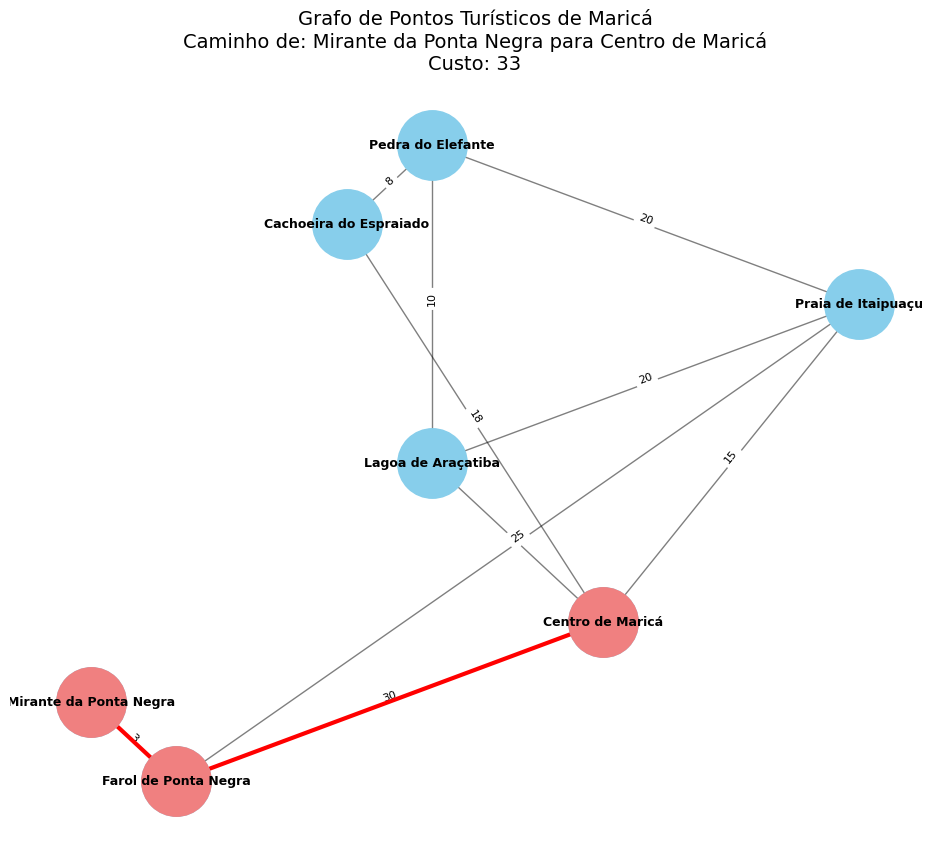 Grafo de Pontos Turísticos de Maricá
Caminho de: Mirante da Ponta Negra para Centro de Maricá
Custo: 33
Pedra do Elefante
8
Cachoeira do Espraiado
20
10
Praia de Itaipuaçu
20
18
15
Lagoa de Araçatiba
25
Centro de Maricá
30
Mirante da Ponta Negra
3
Farol de Ponta Negra